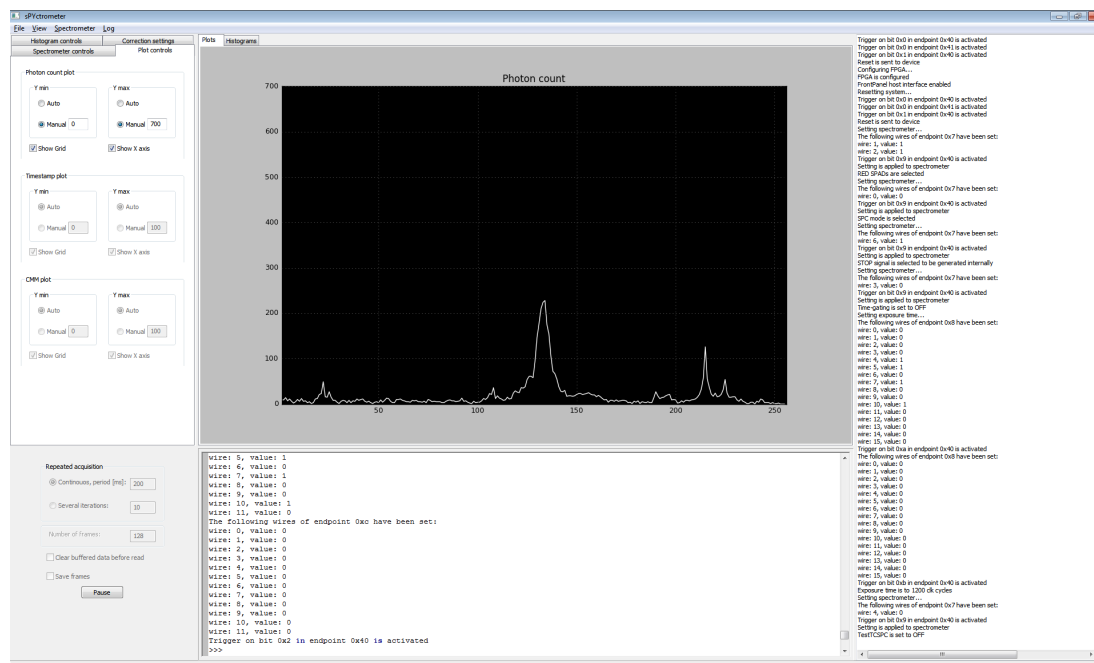 sPYctrometer
File View Spectrometer Log
Histogram controls Correction settings
Spectrometer controls Plot controls
Photon count plot
Y min Y max
Auto Auto
Manual 0 Manual 700
Show Grid Show X axis
Timestamp plot
Y min Y max
Auto Auto
Manual 0 Manual 100
Show Grid Show X axis
CMM plot
Y min Y max
Auto Auto
Manual 0 Manual 100
Show Grid Show X axis
Repeated acquisition
Continuous, period [ms]: 200
Several iterations: 10
Number of frames: 128
Clear buffered data before read
Save frames
Pause
Plots Histograms
Photon count
700
600
500
400
300
200
100
0
50 100 150 200 250
wire: 5, value: 1
wire: 6, value: 0
wire: 7, value: 1
wire: 8, value: 0
wire: 9, value: 0
wire: 10, value: 1
wire: 11, value: 0
The following wires of endpoint 0xc have been set:
wire: 0, value: 0
wire: 1, value: 0
wire: 2, value: 0
wire: 3, value: 0
wire: 4, value: 0
wire: 5, value: 0
wire: 6, value: 0
wire: 7, value: 0
wire: 8, value: 0
wire: 9, value: 0
wire: 10, value: 0
wire: 11, value: 0
Trigger on bit 0x2 in endpoint 0x40 is activated
>>>
Trigger on bit 0x0 in endpoint 0x40 is activated
Trigger on bit 0x0 in endpoint 0x41 is activated
Trigger on bit 0x1 in endpoint 0x40 is activated
Reset is sent to device
Configuring FPGA...
FPGA is configured
FrontPanel host interface enabled
Resetting system...
Trigger on bit 0x0 in endpoint 0x40 is activated
Trigger on bit 0x0 in endpoint 0x41 is activated
Trigger on bit 0x1 in endpoint 0x40 is activated
Reset is sent to device
Setting spectrometer...
The following wires of endpoint 0x7 have been set:
wire: 1, value: 1
wire: 2, value: 1
Trigger on bit 0x9 in endpoint 0x40 is activated
Setting is applied to spectrometer
RED SPADs are selected
Setting spectrometer...
The following wires of endpoint 0x7 have been set:
wire: 0, value: 0
Trigger on bit 0x9 in endpoint 0x40 is activated
Setting is applied to spectrometer
SPC mode is selected
Setting spectrometer...
The following wires of endpoint 0x7 have been set:
wire: 6, value: 1
Trigger on bit 0x9 in endpoint 0x40 is activated
Setting is applied to spectrometer
STOP signal is selected to be generated internally
Setting spectrometer...
The following wires of endpoint 0x7 have been set:
wire: 3, value: 0
Trigger on bit 0x9 in endpoint 0x40 is activated
Setting is applied to spectrometer
Time-gating is set to OFF
Setting exposure time...
The following wires of endpoint 0x8 have been set:
wire: 0, value: 0
wire: 1, value: 0
wire: 2, value: 0
wire: 3, value: 0
wire: 4, value: 1
wire: 5, value: 1
wire: 6, value: 0
wire: 7, value: 1
wire: 8, value: 0
wire: 9, value: 0
wire: 10, value: 1
wire: 11, value: 0
wire: 12, value: 0
wire: 13, value: 0
wire: 14, value: 0
wire: 15, value: 0
Trigger on bit 0xa in endpoint 0x40 is activated
The following wires of endpoint 0x8 have been set:
wire: 0, value: 0
wire: 1, value: 0
wire: 2, value: 0
wire: 3, value: 0
wire: 4, value: 0
wire: 5, value: 0
wire: 6, value: 0
wire: 7, value: 0
wire: 8, value: 0
wire: 9, value: 0
wire: 10, value: 0
wire: 11, value: 0
wire: 12, value: 0
wire: 13, value: 0
wire: 14, value: 0
wire: 15, value: 0
Trigger on bit 0xb in endpoint 0x40 is activated
Exposure time is to 1200 clk cycles
Setting spectrometer...
The following wires of endpoint 0x7 have been set:
wire: 4, value: 0
Trigger on bit 0x9 in endpoint 0x40 is activated
Setting is applied to spectrometer
TestTCSPC is set to OFF